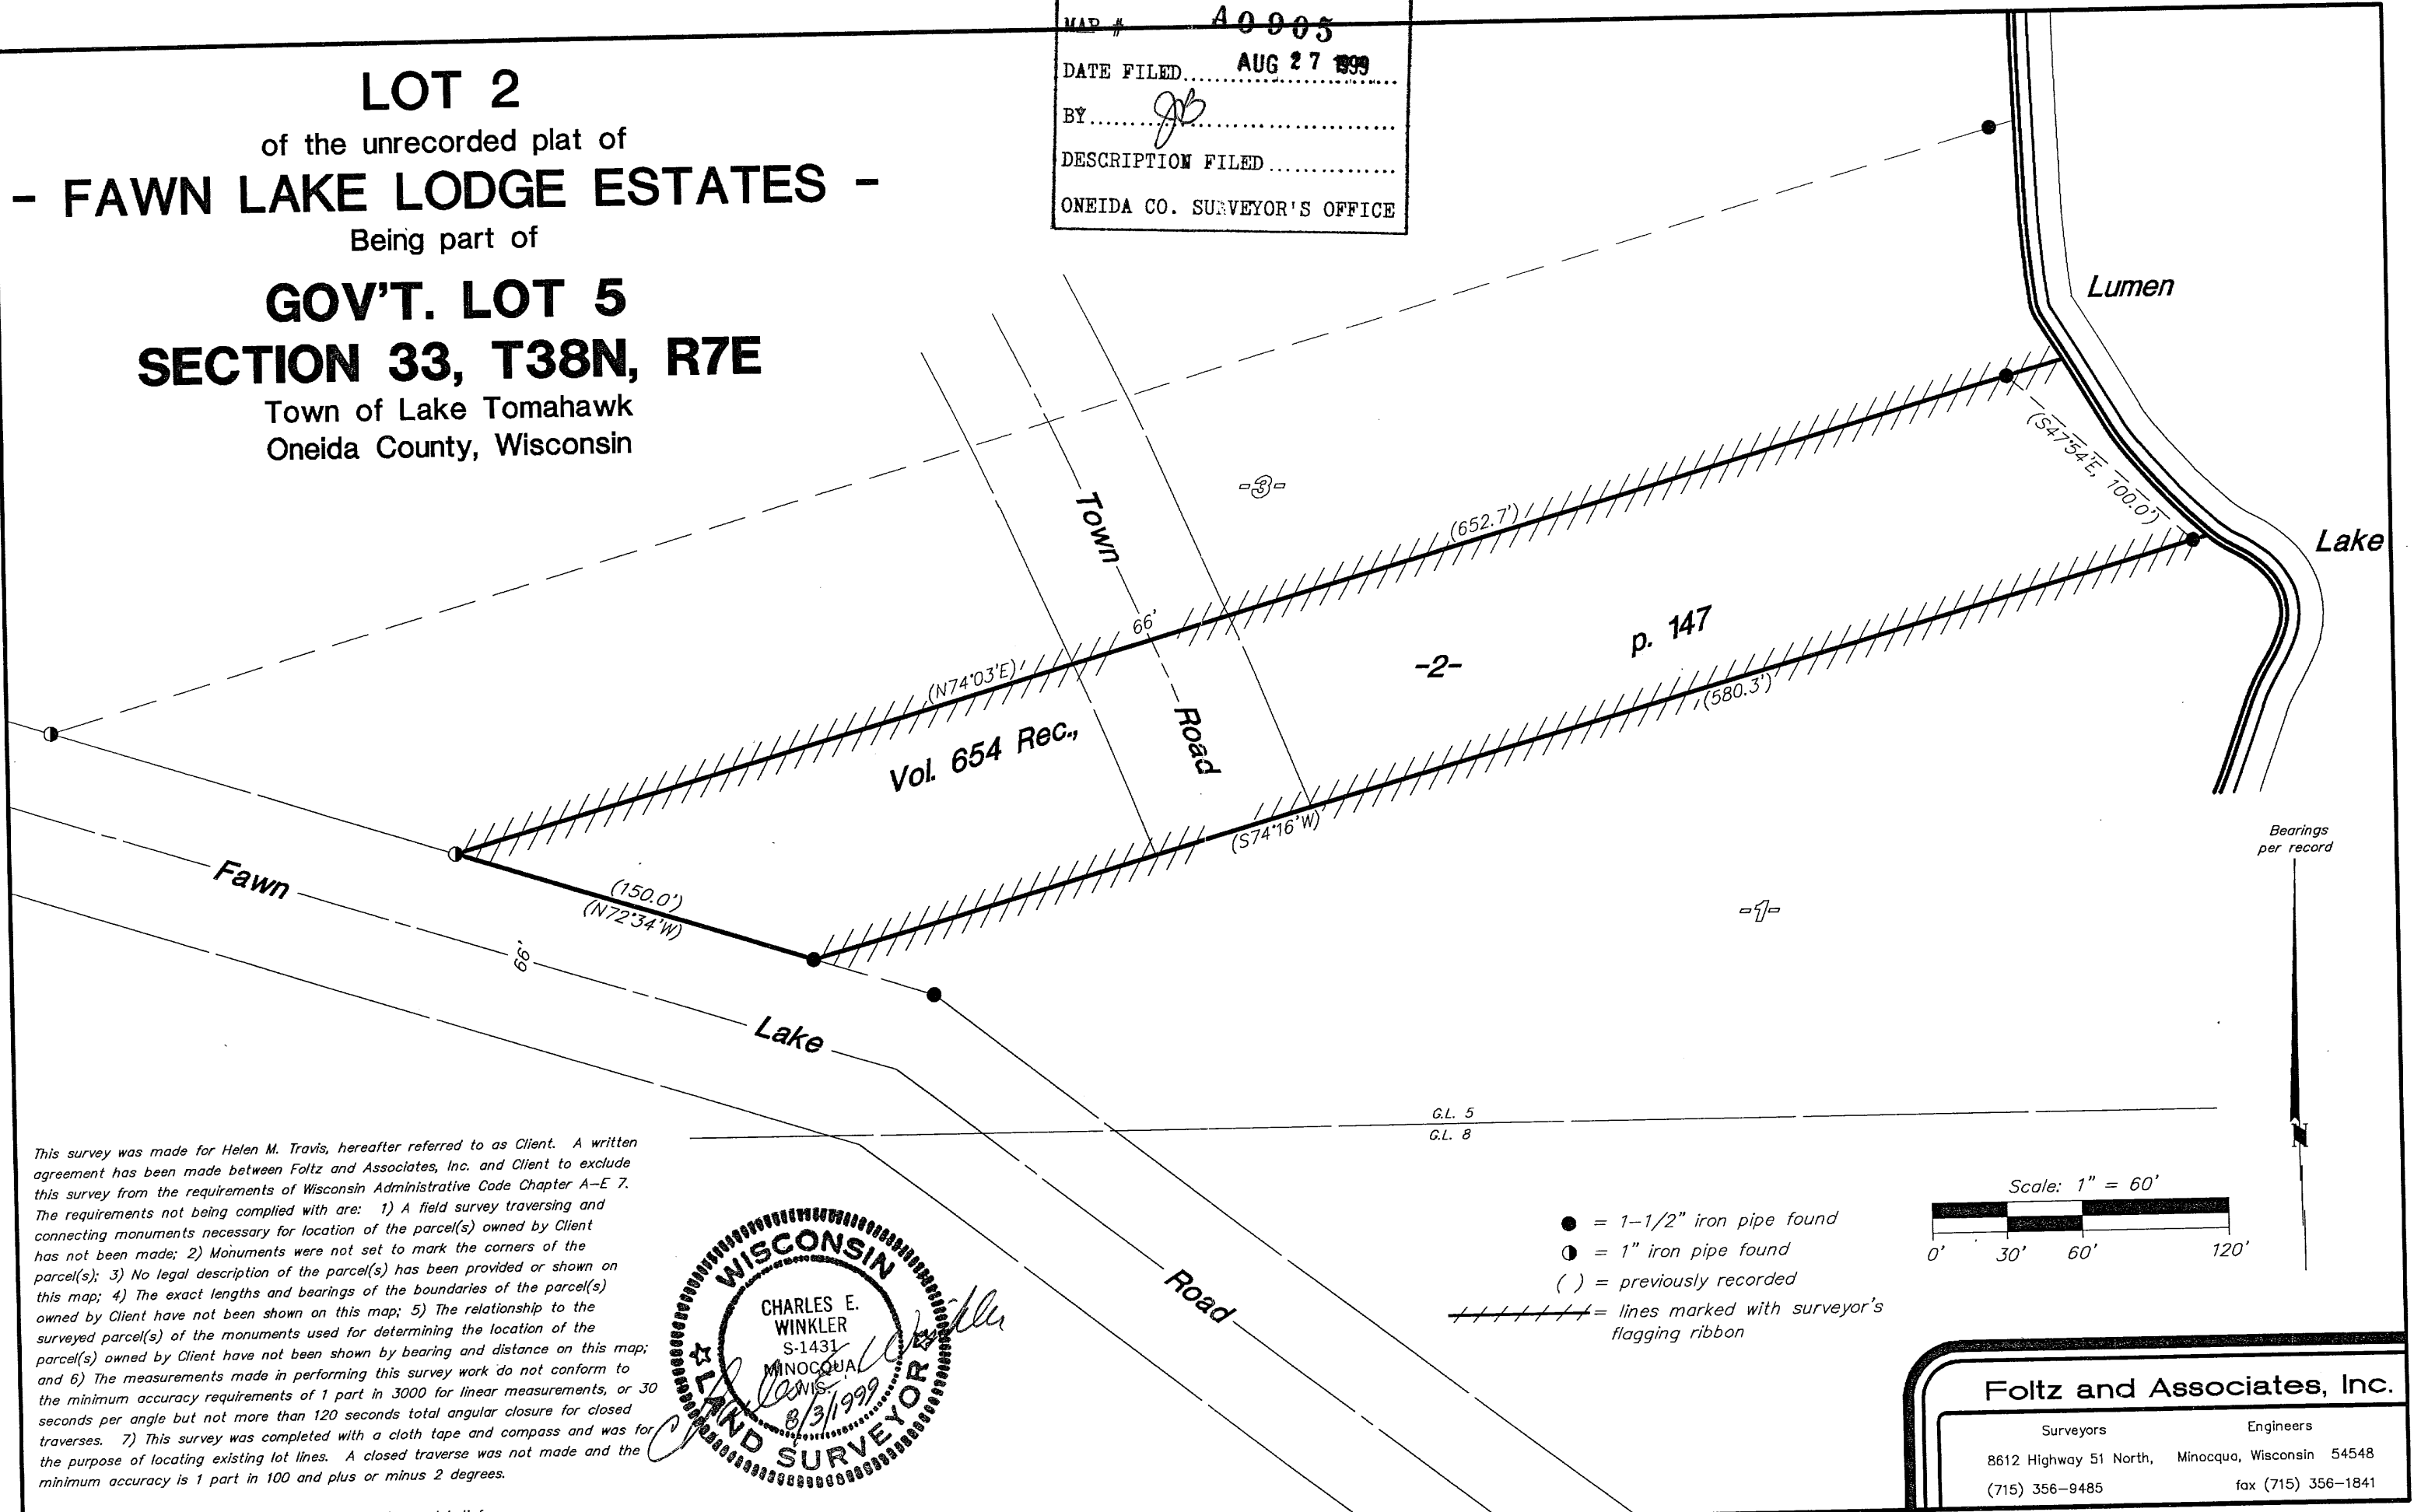 LOT 2
of the unrecorded plat of
- FAWN LAKE LODGE ESTATES -
Being part of
GOV'T. LOT 5
SECTION 33, T38N, R7E
Town of Lake Tomahawk
Oneida County, Wisconsin
MAP # A0905
DATE FILED AUG 27 1999
BY JB
DESCRIPTION FILED
ONEIDA CO. SURVEYOR'S OFFICE
Lumen
Lake
(S47°54'E, 100.0')
-3-
Town
Road
(652.7')
66'
(N74°03'E)
-2-
p. 147
Vol. 654 Rec.,
(580.3')
(S74°16'W)
(150.0')
(N72°34'W)
Fawn
66'
Lake
Road
-1-
G.L. 5
G.L. 8
Bearings
per record
N
This survey was made for Helen M. Travis, hereafter referred to as Client. A written
agreement has been made between Foltz and Associates, Inc. and Client to exclude
this survey from the requirements of Wisconsin Administrative Code Chapter A-E 7.
The requirements not being complied with are: 1) A field survey traversing and
connecting monuments necessary for location of the parcel(s) owned by Client
has not been made; 2) Monuments were not set to mark the corners of the
parcel(s); 3) No legal description of the parcel(s) has been provided or shown on
this map; 4) The exact lengths and bearings of the boundaries of the parcel(s)
owned by Client have not been shown on this map; 5) The relationship to the
surveyed parcel(s) of the monuments used for determining the location of the
parcel(s) owned by Client have not been shown by bearing and distance on this map;
and 6) The measurements made in performing this survey work do not conform to
the minimum accuracy requirements of 1 part in 3000 for linear measurements, or 30
seconds per angle but not more than 120 seconds total angular closure for closed
traverses. 7) This survey was completed with a cloth tape and compass and was for
the purpose of locating existing lot lines. A closed traverse was not made and the
minimum accuracy is 1 part in 100 and plus or minus 2 degrees.
WISCONSIN
CHARLES E.
WINKLER
S-1431
MINOCQUA,
WIS.
LAND SURVEYOR
Charles E Winkler
8/3/1999
= 1-1/2" iron pipe found
= 1" iron pipe found
( ) = previously recorded
= lines marked with surveyor's
flagging ribbon
Scale: 1" = 60'
0' 30' 60' 120'
Foltz and Associates, Inc.
Surveyors Engineers
8612 Highway 51 North, Minocqua, Wisconsin 54548
(715) 356-9485 fax (715) 356-1841